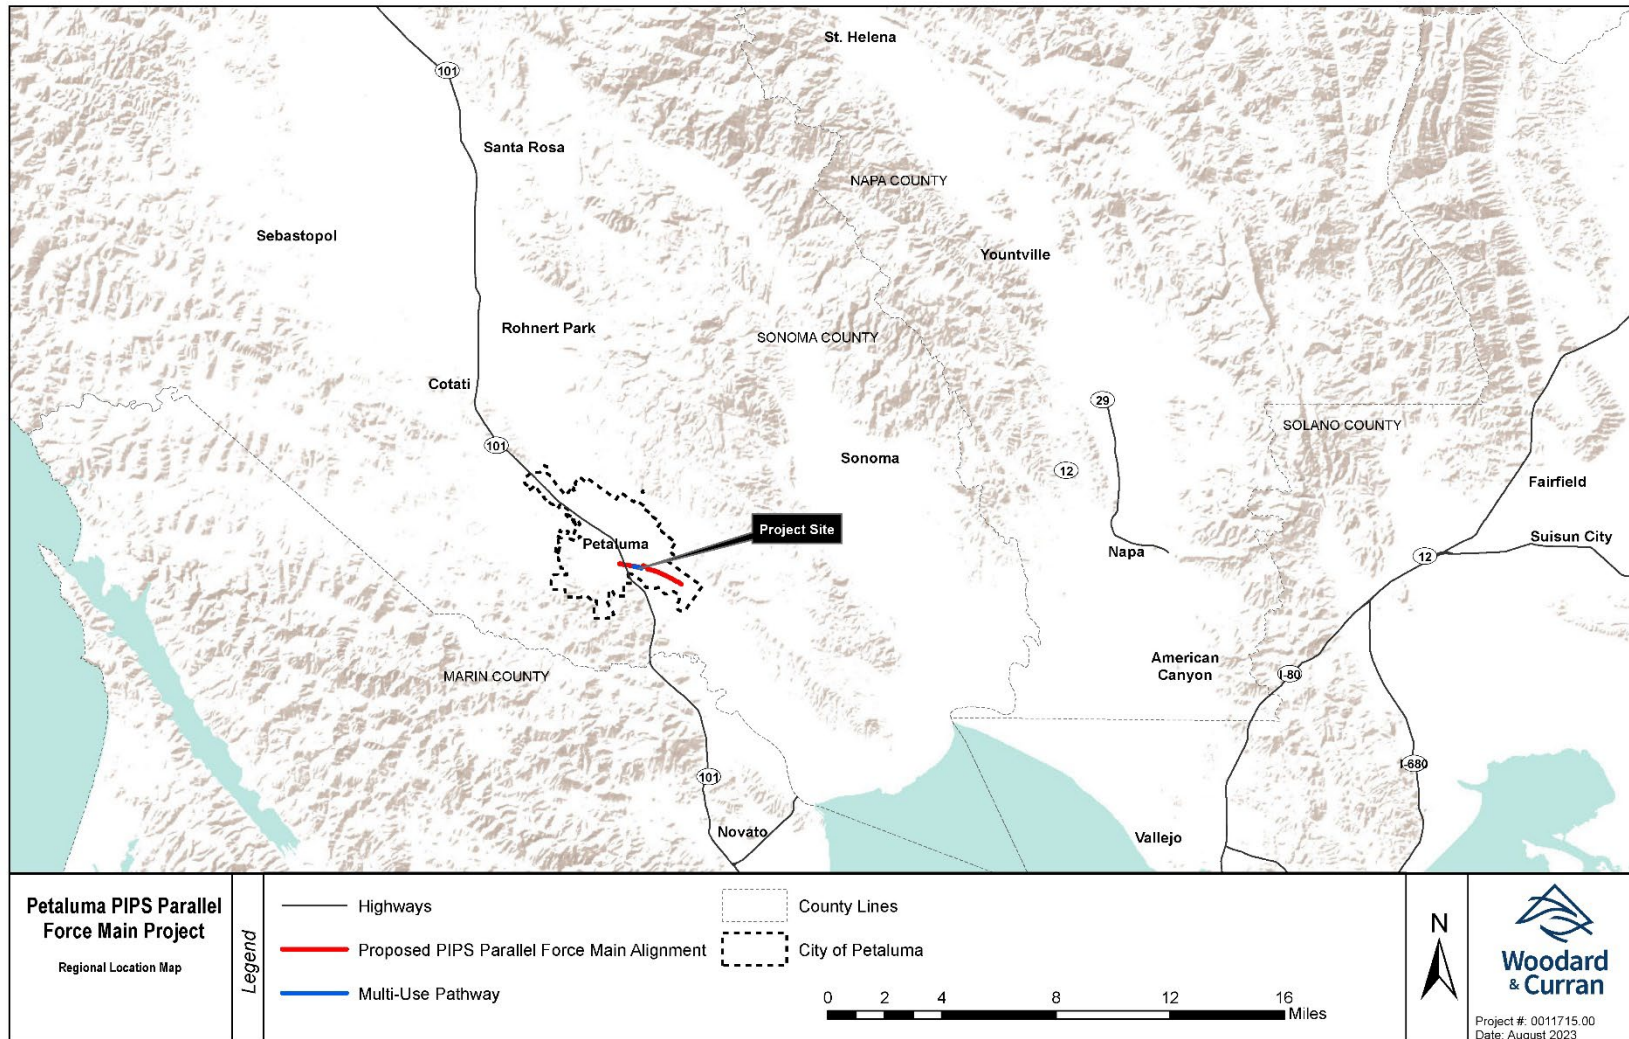 St. Helena
101
Santa Rosa
NAPA COUNTY
Sebastopol
Yountville
Rohnert Park
SONOMA COUNTY
Cotati
29
SOLANO COUNTY
101
Sonoma
12
Fairfield
Project Site
Petaluma
Napa
Suisun City
12
American
Canyon
MARIN COUNTY
I-80
101
I-680
Novato
Vallejo
Petaluma PIPS Parallel
Force Main Project
Regional Location Map
Legend
Highways
Proposed PIPS Parallel Force Main Alignment
Multi-Use Pathway
County Lines
City of Petaluma
0 2 4 8 12 16
Miles
N
Woodard
& Curran
Project #: 0011715.00
Date: August 2023